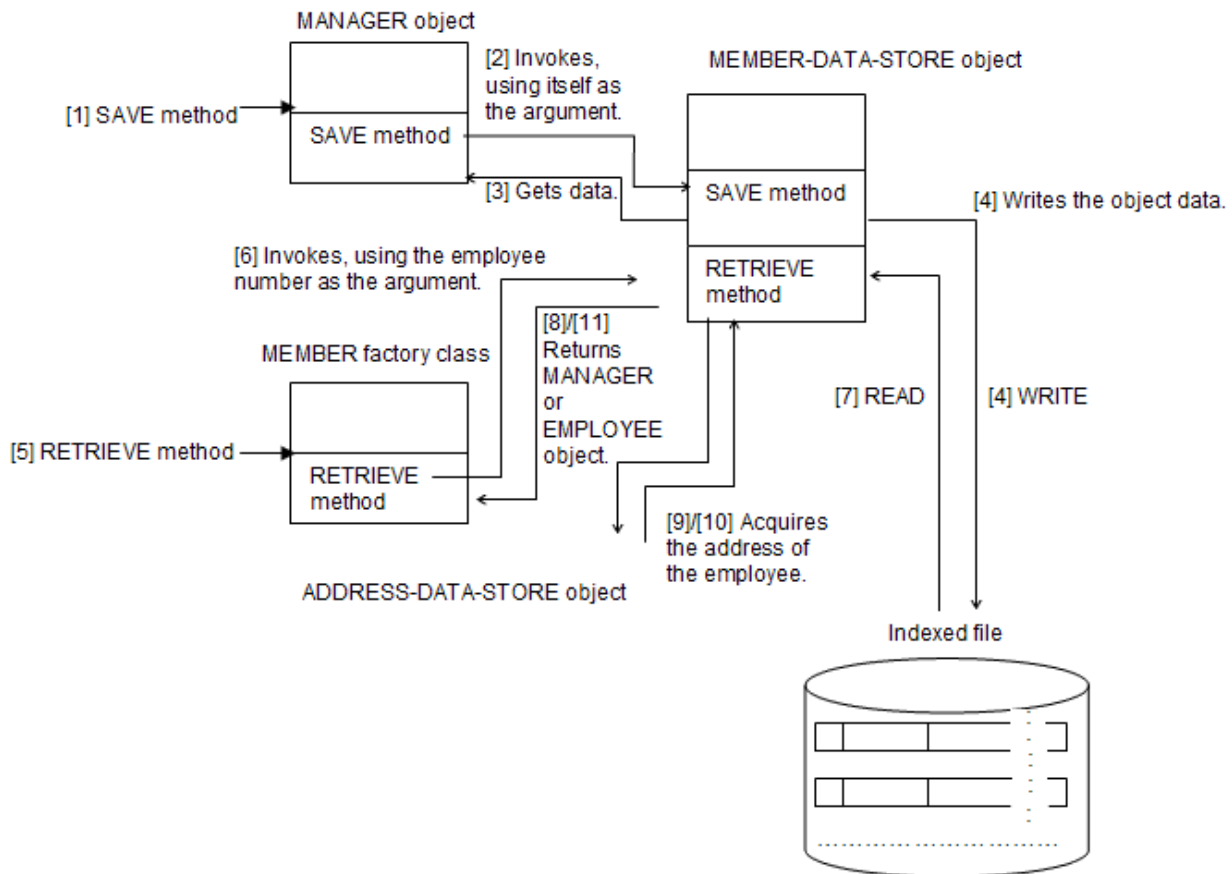 MANAGER object
[2] Invokes,
using itself as
the argument.
MEMBER-DATA-STORE object
[1] SAVE method
SAVE method
[3] Gets data.
SAVE method
[4] Writes the object data.
[6] Invokes, using the employee
number as the argument.
RETRIEVE
method
[8]/[11]
Returns
MANAGER
or
EMPLOYEE
object.
MEMBER factory class
[7] READ
[4] WRITE
[5] RETRIEVE method
RETRIEVE
method
[9]/[10] Acquires
the address of
the employee.
ADDRESS-DATA-STORE object
Indexed file